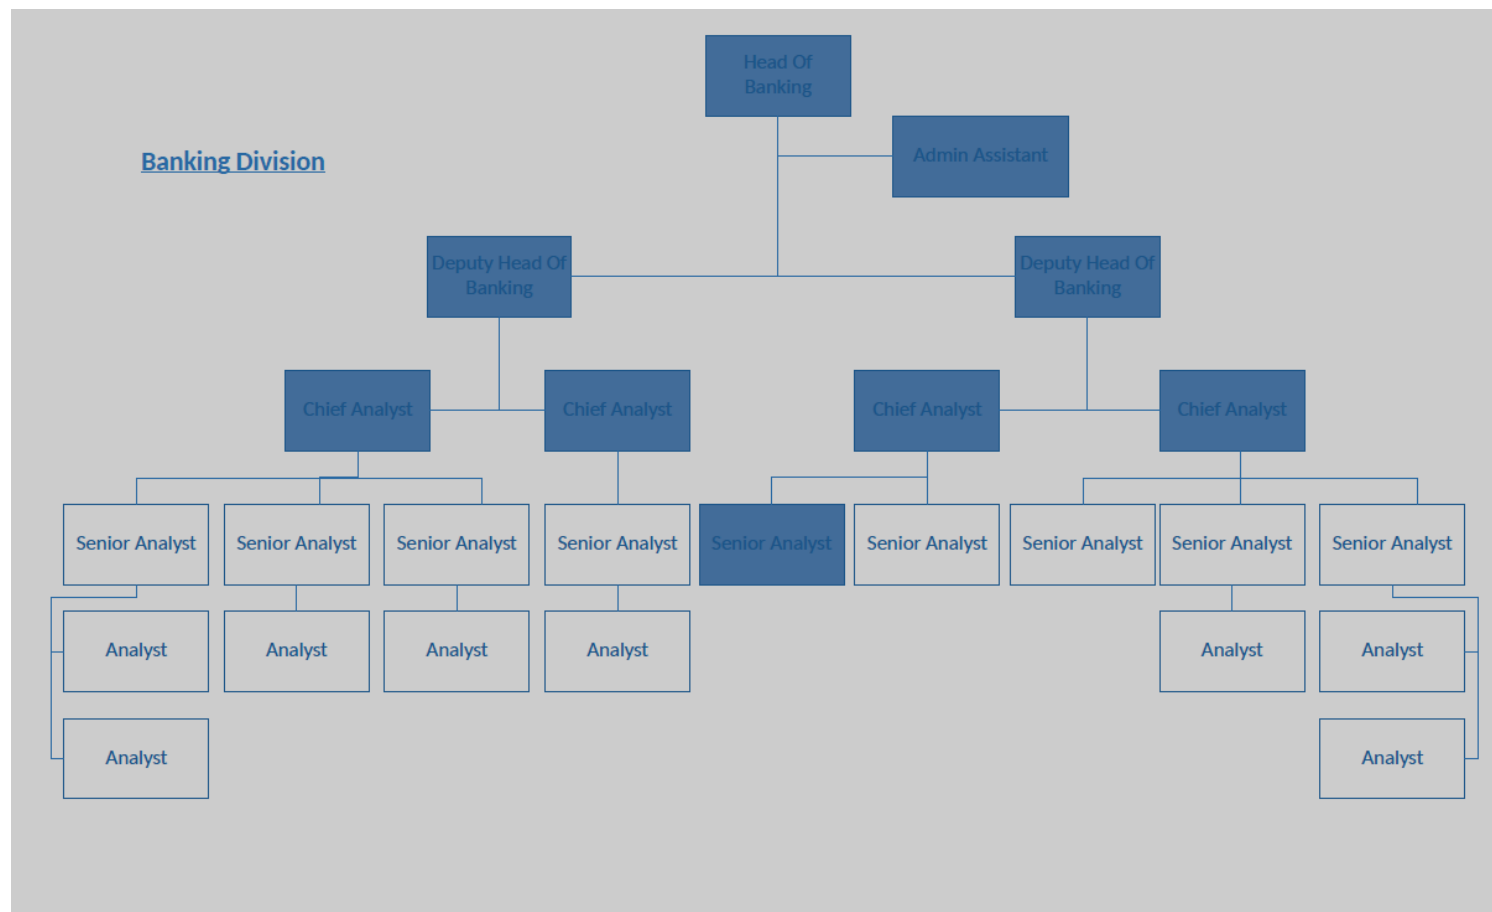 Head Of
Banking
Admin Assistant
Banking Division
Deputy Head Of
Banking
Deputy Head Of
Banking
Chief Analyst
Chief Analyst
Chief Analyst
Chief Analyst
Senior Analyst
Senior Analyst
Senior Analyst
Senior Analyst
Senior Analyst
Senior Analyst
Senior Analyst
Senior Analyst
Senior Analyst
Analyst
Analyst
Analyst
Analyst
Analyst
Analyst
Analyst
Analyst